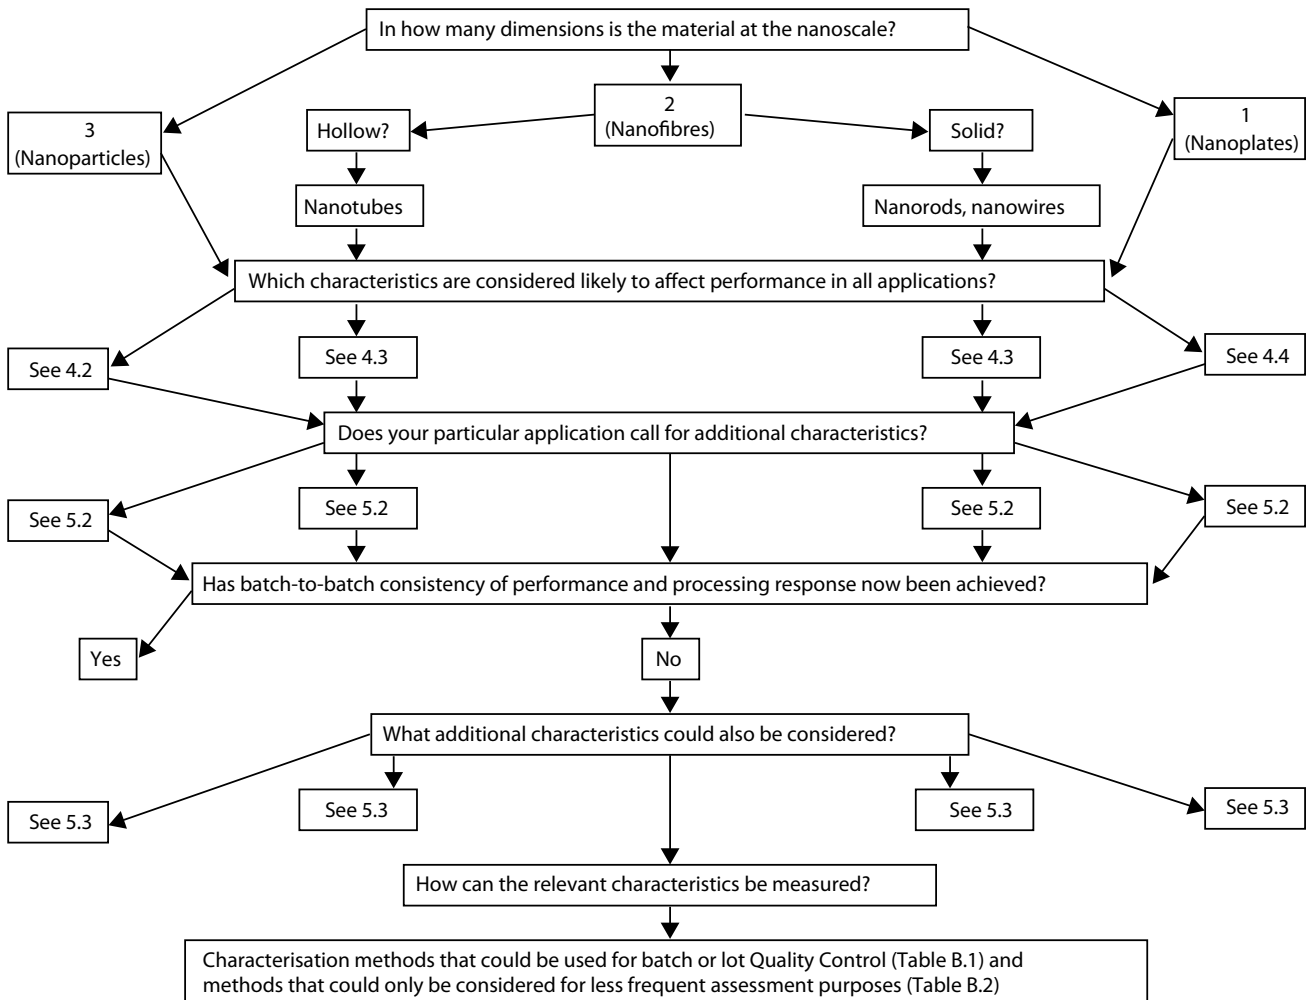 In how many dimensions is the material at the nanoscale?
3
(Nanoparticles)
Hollow?
2
(Nanofibres)
Solid?
1
(Nanoplates)
Nanotubes
Nanorods, nanowires
Which characteristics are considered likely to affect performance in all applications?
See 4.2
See 4.3
See 4.3
See 4.4
Does your particular application call for additional characteristics?
See 5.2
See 5.2
See 5.2
See 5.2
Has batch-to-batch consistency of performance and processing response now been achieved?
Yes
No
What additional characteristics could also be considered?
See 5.3
See 5.3
See 5.3
See 5.3
How can the relevant characteristics be measured?
Characterisation methods that could be used for batch or lot Quality Control (Table B.1) and
methods that could only be considered for less frequent assessment purposes (Table B.2)